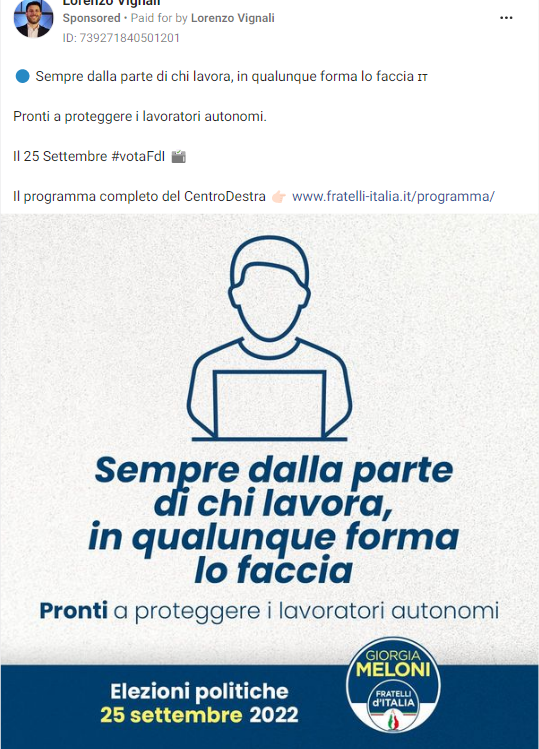 Lorenzo Vignali
Sponsored • Paid for by Lorenzo Vignali
ID: 739271840501201
🔵 Sempre dalla parte di chi lavora, in qualunque forma lo faccia IT
Pronti a proteggere i lavoratori autonomi.
Il 25 Settembre #votaFdI 🗳
Il programma completo del CentroDestra 👉🏻 www.fratelli-italia.it/programma/
Sempre dalla parte
di chi lavora,
in qualunque forma
lo faccia
Pronti a proteggere i lavoratori autonomi
Elezioni politiche
25 settembre 2022
GIORGIA
MELONI
FRATELLI
d'ITALIA